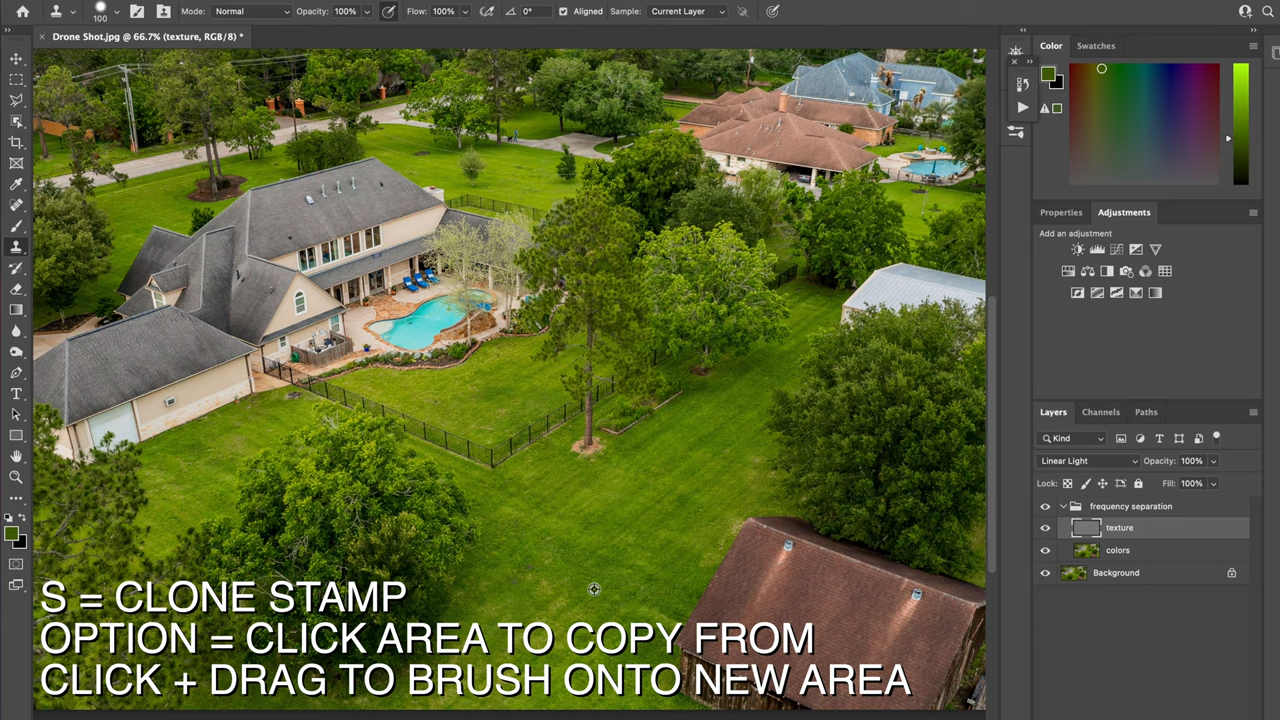 100
Mode: Normal Opacity: 100% Flow: 100% 0° Aligned Sample: Current Layer
Drone Shot.jpg @ 66.7% (texture, RGB/8) *
Color Swatches
Properties Adjustments
Add an adjustment
Layers Channels Paths
Kind
Linear Light Opacity: 100%
Lock: Fill: 100%
frequency separation
texture
colors
Background
S = CLONE STAMP
OPTION = CLICK AREA TO COPY FROM
CLICK + DRAG TO BRUSH ONTO NEW AREA